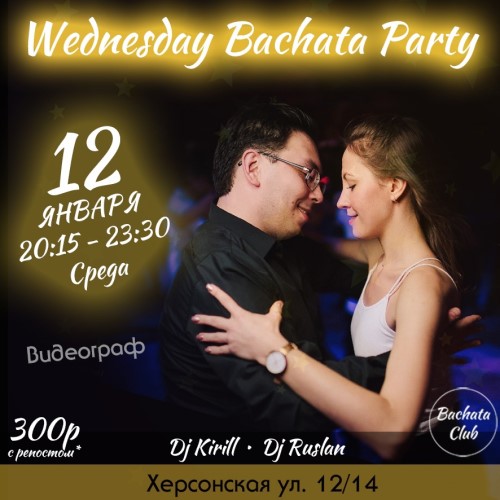 Wednesday Bachata Party
12
ЯНВАРЯ
20:15 – 23:30
Среда
Видеограф
300р
с репостом*
Dj Kirill • Dj Ruslan
Bachata
Club
Херсонская ул. 12/14